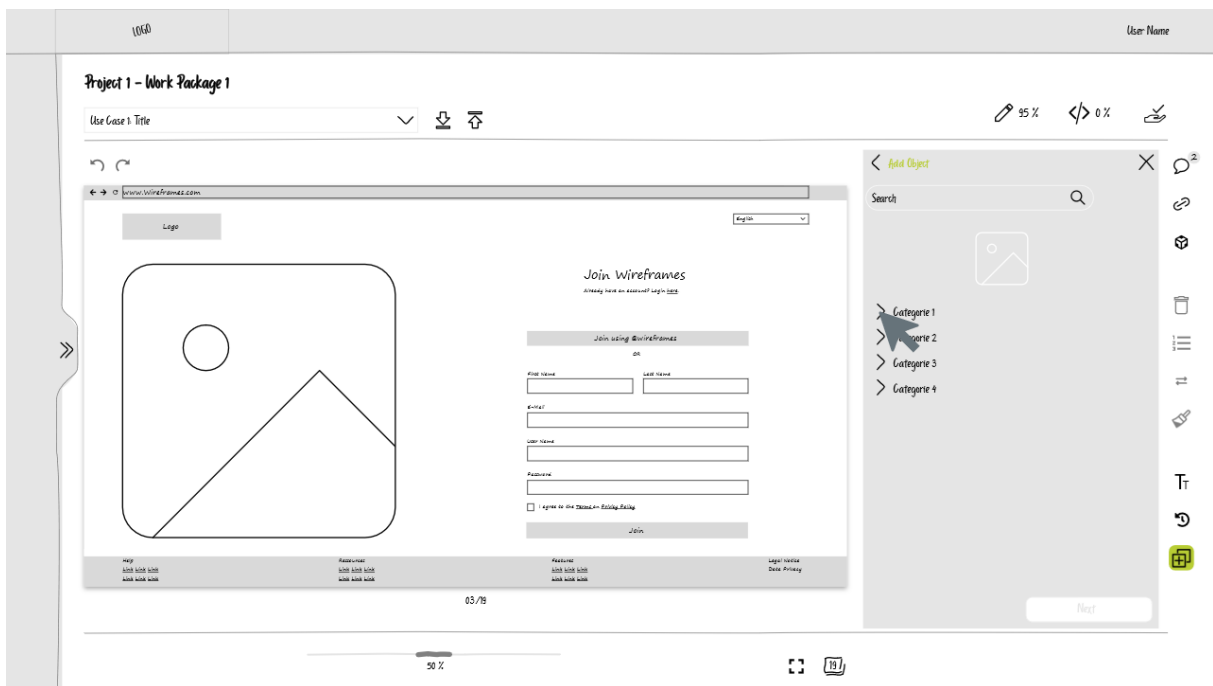 LOGO
User Name
Project 1 - Work Package 1
Use Case 1: Title
95 %
</> 0 %
Add Object
2
www.Wireframes.com
Search
Logo
English
Join Wireframes
Already have an account? Login here.
Categorie 1
Categorie 2
Categorie 3
Categorie 4
Join using @wireframes
OR
First Name
Last Name
E-Mail
User Name
Password
I agree to the Terms an Privacy Policy
Join
Help
Link Link Link
Link Link Link
Resources
Link Link Link
Link Link Link
Features
Link Link Link
Link Link Link
Legal Notice
Data Privacy
03/19
Next
50 %
19